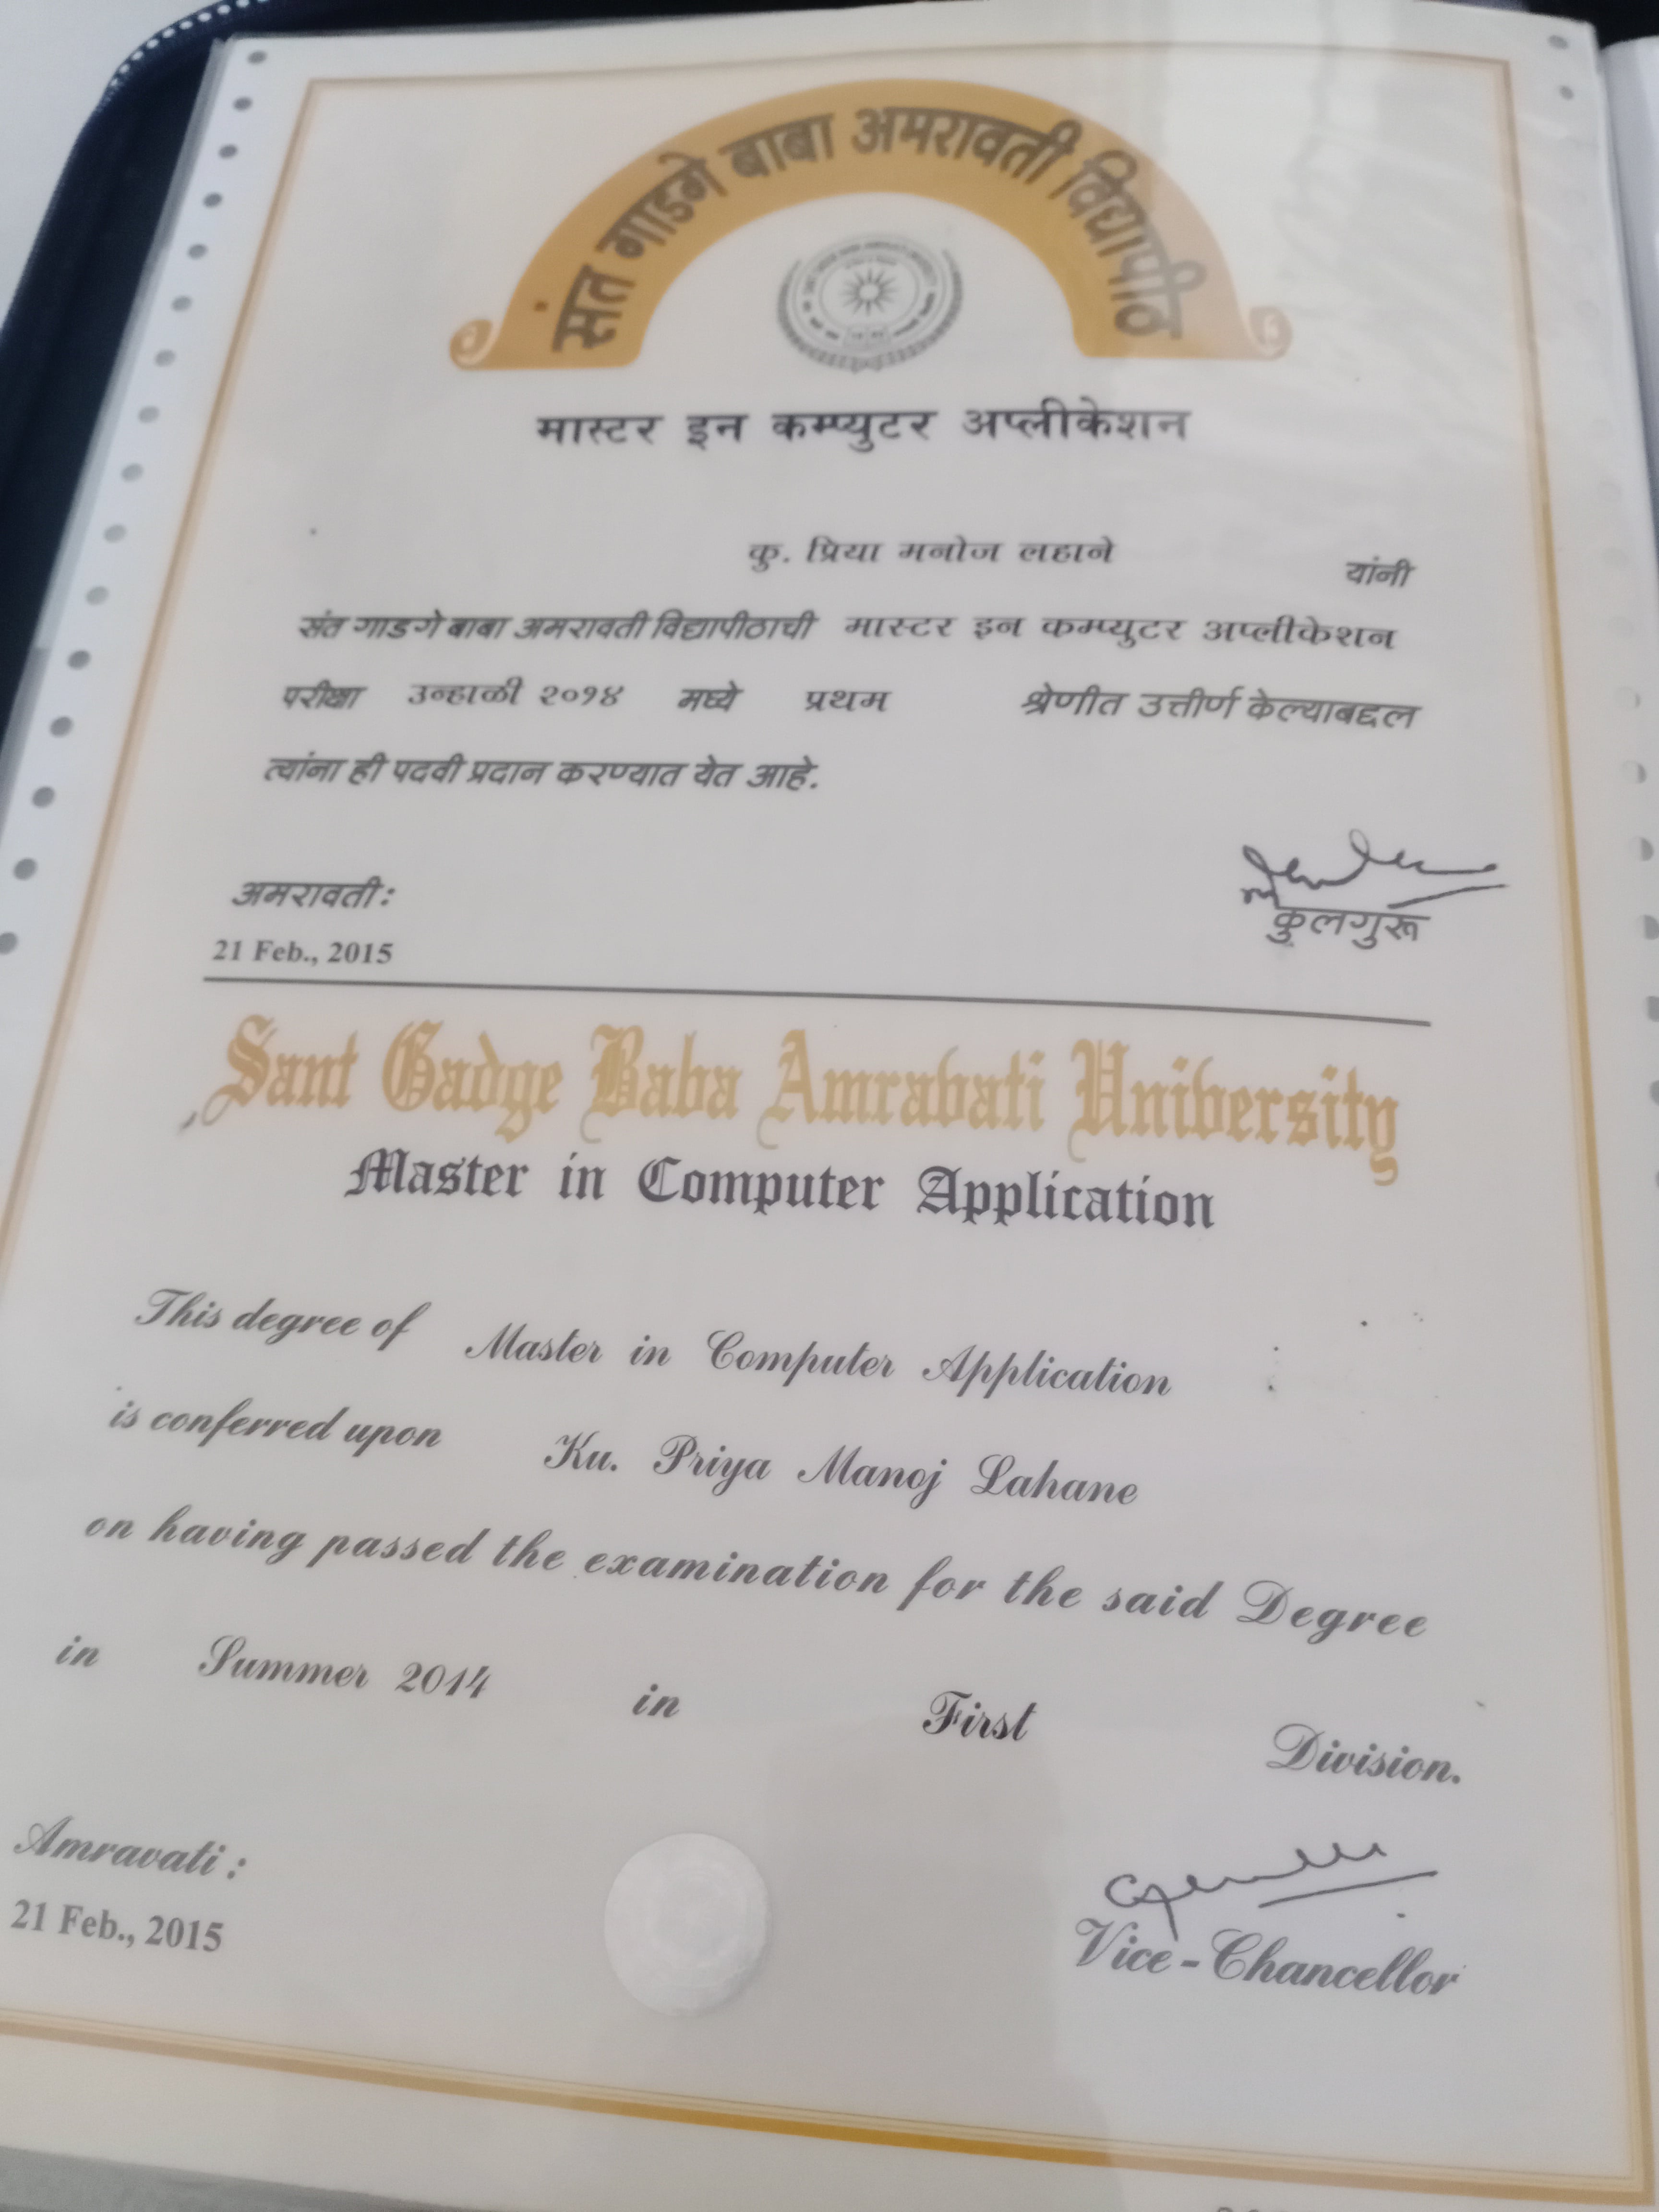 संत गाडगे बाबा अमरावती विद्यापीठ
मास्टर इन कम्प्युटर अप्लीकेशन
कु. प्रिया मनोज लहाने यांनी
संत गाडगे बाबा अमरावती विद्यापीठाची मास्टर इन कम्प्युटर अप्लीकेशन
परीक्षा उन्हाळी २०१४ मध्ये प्रथम श्रेणीत उत्तीर्ण केल्याबद्दल
त्यांना ही पदवी प्रदान करण्यात येत आहे.
अमरावती:
21 Feb., 2015
कुलगुरू
Sant Gadge Baba Amravati University
Master in Computer Application
This degree of Master in Computer Application
is conferred upon Ku. Priya Manoj Lahane
on having passed the examination for the said Degree
in Summer 2014 in First Division.
Amravati :
21 Feb., 2015
Vice-Chancellor